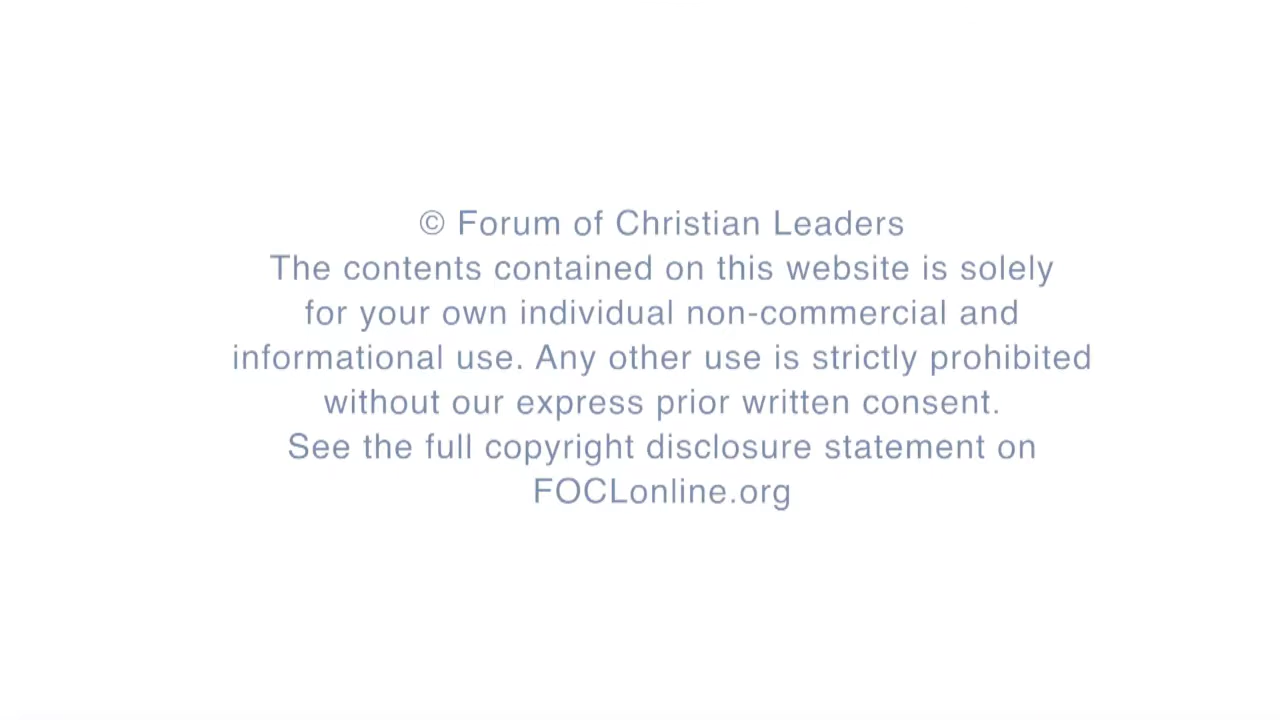 © Forum of Christian Leaders
The contents contained on this website is solely
for your own individual non-commercial and
informational use. Any other use is strictly prohibited
without our express prior written consent.
See the full copyright disclosure statement on
FOCLonline.org